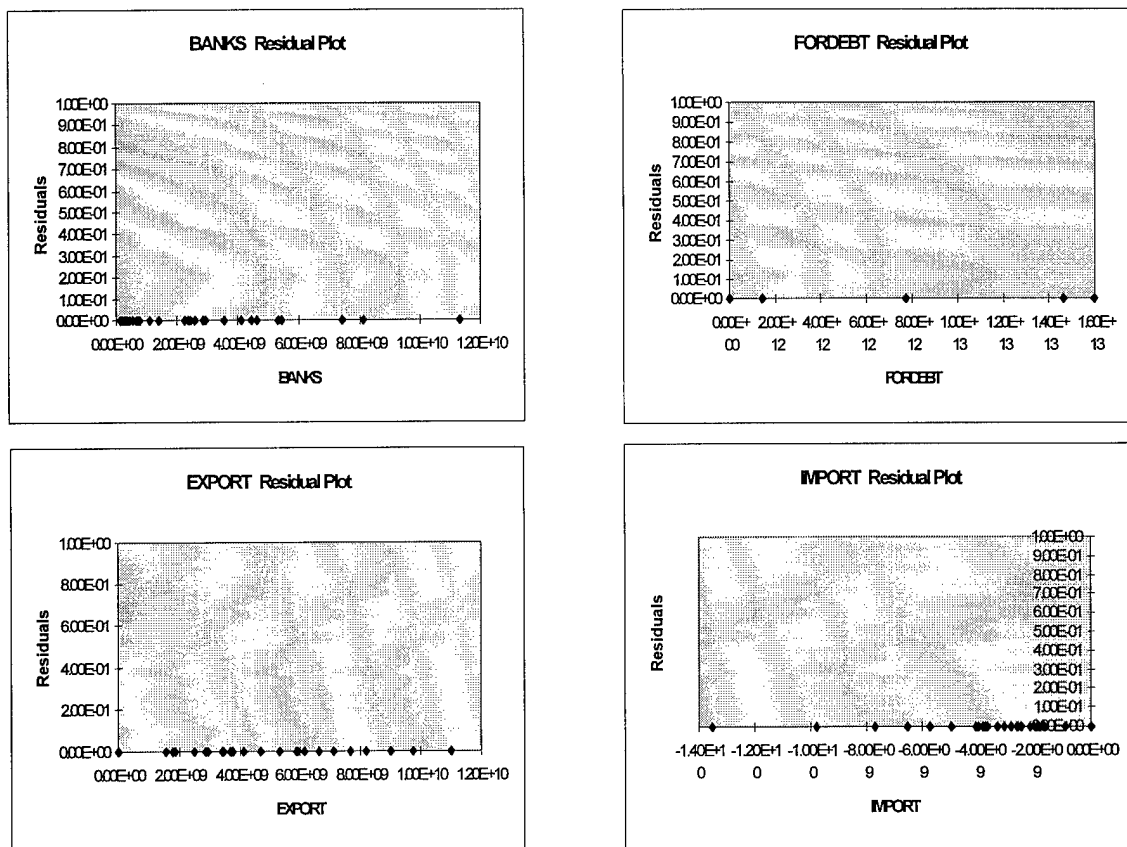 BANKS Residual Plot
Residuals
1.00E+00
9.00E-01
8.00E-01
7.00E-01
6.00E-01
5.00E-01
4.00E-01
3.00E-01
2.00E-01
1.00E-01
0.00E+00
0.00E+00 2.00E+09 4.00E+09 6.00E+09 8.00E+09 1.00E+10 1.20E+10
BANKS
FORDEBT Residual Plot
Residuals
1.00E+00
9.00E-01
8.00E-01
7.00E-01
6.00E-01
5.00E-01
4.00E-01
3.00E-01
2.00E-01
1.00E-01
0.00E+00
0.00E+ 2.00E+ 4.00E+ 6.00E+ 8.00E+ 1.00E+ 1.20E+ 1.40E+ 1.60E+
00 12 12 12 12 13 13 13 13
FORDEBT
EXPORT Residual Plot
Residuals
1.00E+00
8.00E-01
6.00E-01
4.00E-01
2.00E-01
0.00E+00
0.00E+00 2.00E+09 4.00E+09 6.00E+09 8.00E+09 1.00E+10 1.20E+10
EXPORT
IMPORT Residual Plot
Residuals
1.00E+00
9.00E-01
8.00E-01
7.00E-01
6.00E-01
5.00E-01
4.00E-01
3.00E-01
2.00E-01
1.00E-01
0.00E+00
-1.40E+1 -1.20E+1 -1.00E+1 -8.00E+0 -6.00E+0 -4.00E+0 -2.00E+0 0.00E+00
0 0 0 9 9 9 9
IMPORT